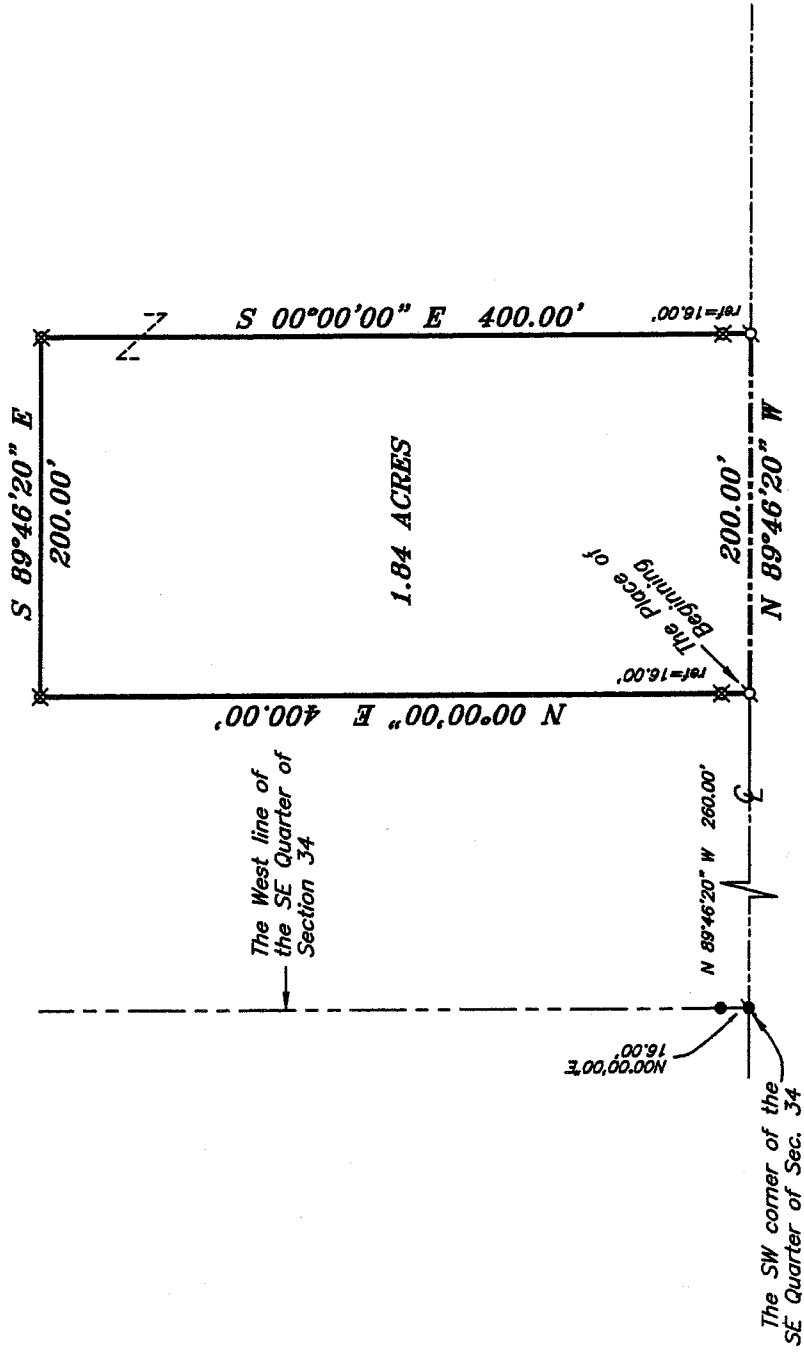 S 89°46'20" E
200.00'
S 00°00'00" E 400.00'
ref=16.00'
1.84 ACRES
The Place of
Beginning
200.00'
N 89°46'20" W
ref=16.00'
N 00°00'00" E 400.00'
The West line of
the SE Quarter of
Section 34
N 89°46'20" W 260.00'
℄
N00°00'00"E
16.00'
The SW corner of the
SE Quarter of Sec. 34